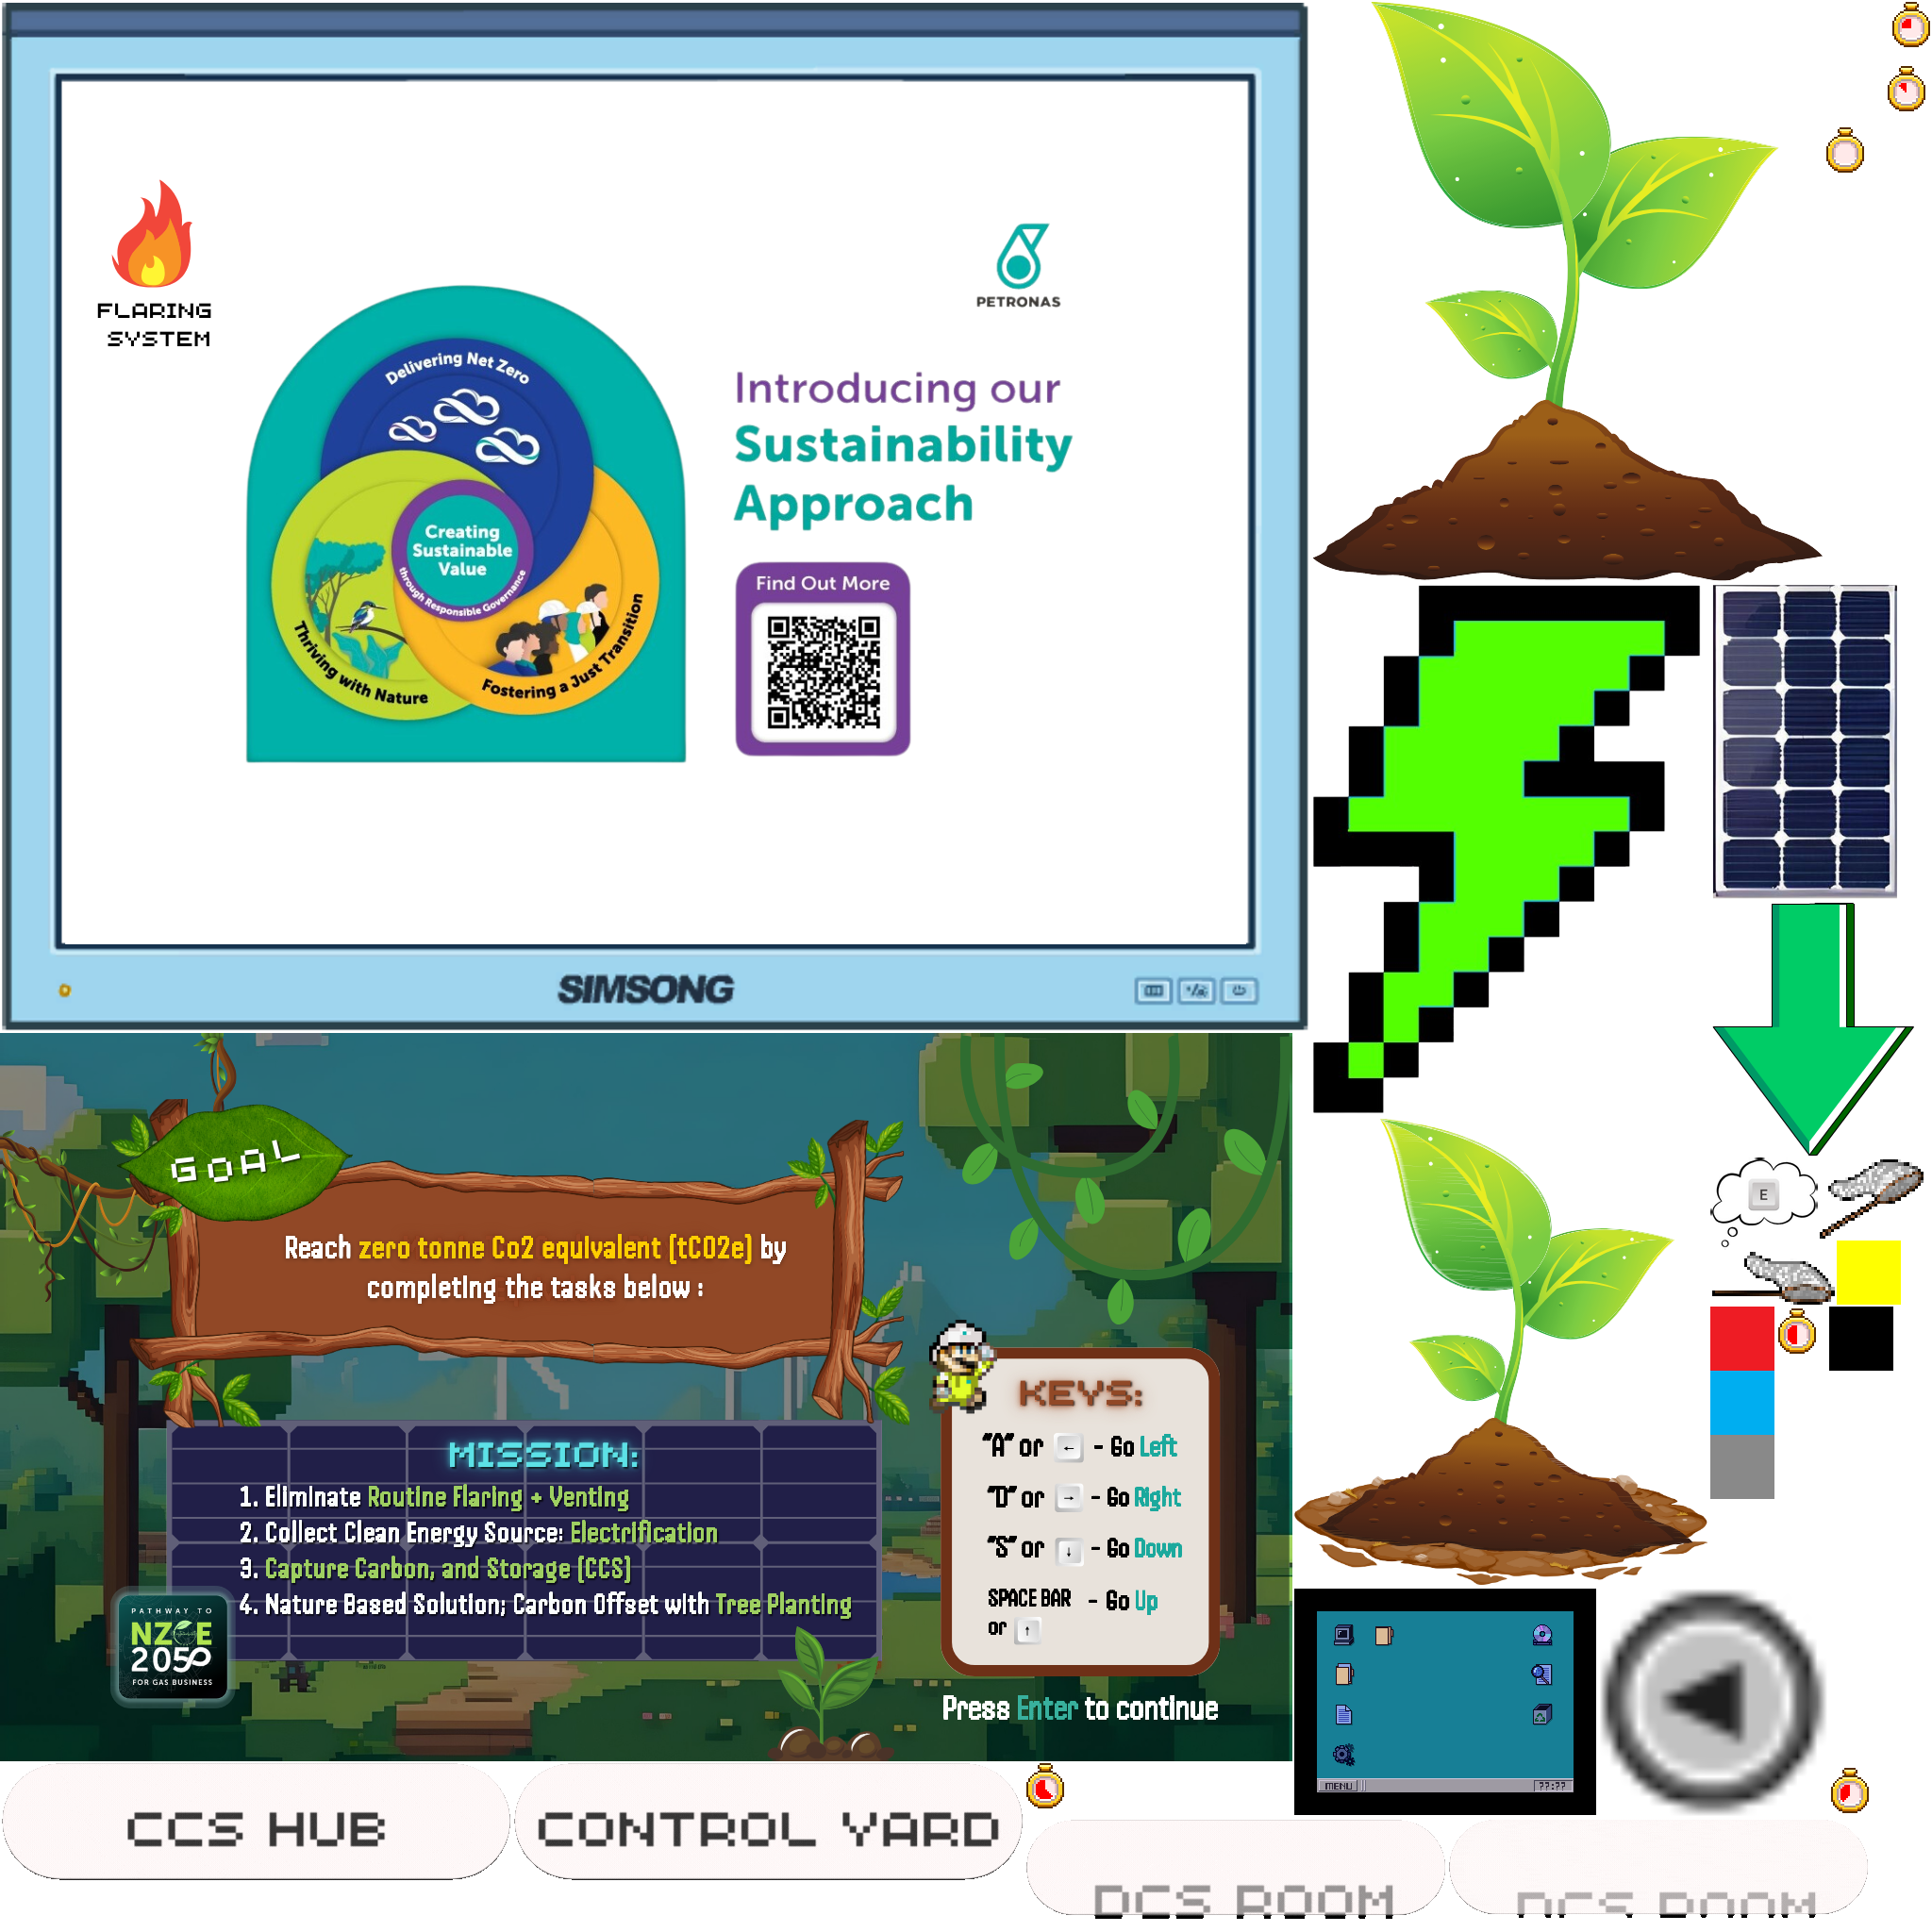 FLARING
SYSTEM
PETRONAS
Delivering Net Zero
Creating
Sustainable
Value
through Responsible Governance
Thriving with Nature
Fostering a Just Transition
Introducing our
Sustainability
Approach
Find Out More
SIMSONG
GOAL
Reach zero tonne Co2 equivalent (tCO2e) by
completing the tasks below :
MISSION:
1. Eliminate Routine Flaring + Venting
2. Collect Clean Energy Source: Electrification
3. Capture Carbon, and Storage (CCS)
4. Nature Based Solution; Carbon Offset with Tree Planting
PATHWAY TO
NZE
2050
FOR GAS BUSINESS
KEYS:
"A" or ← - Go Left
"D" or → - Go Right
"S" or ↓ - Go Down
SPACE BAR - Go Up
or ↑
Press Enter to continue
E
MENU
??:??
CCS HUB
CONTROL YARD
DCS ROOM
DCS ROOM